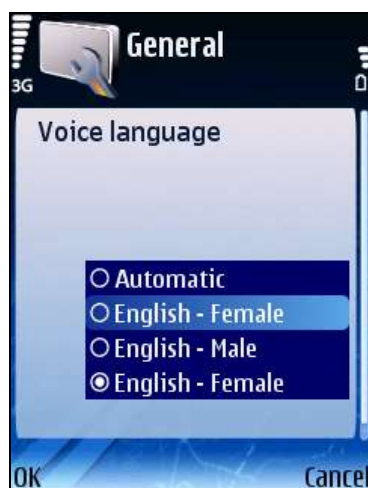 General
3G
Voice language
Automatic
English - Female
English - Male
English - Female
OK Cancel